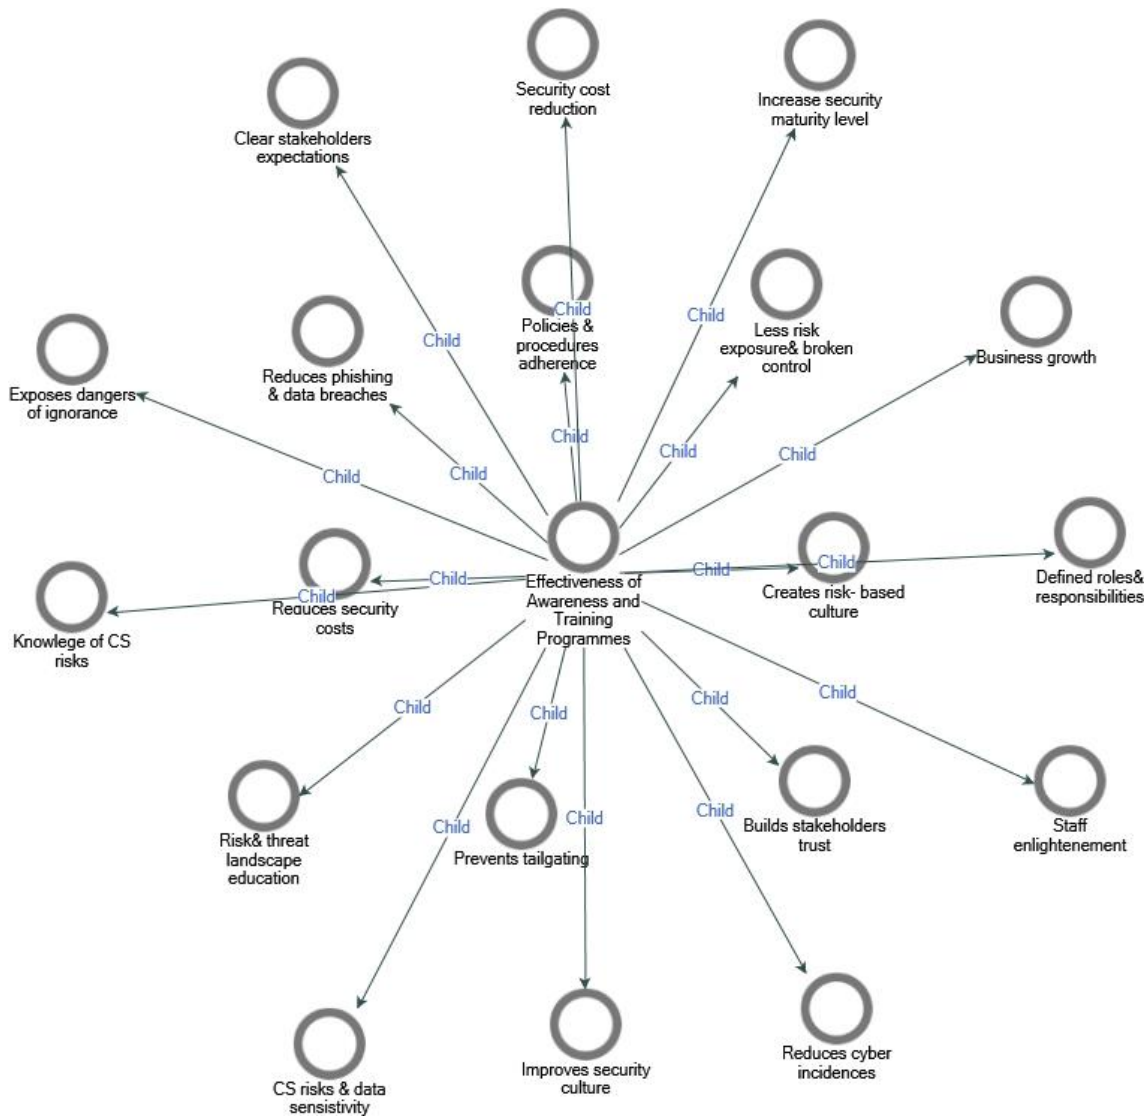 Security cost
reduction
Increase security
maturity level
Clear stakeholders
expectations
Child
Child
Child
Policies &
procedures
adherence
Less risk
exposure& broken
control
Business growth
Reduces phishing
& data breaches
Exposes dangers
of ignorance
Child
Child
Child
Child
Child
Effectiveness of
Awareness and
Training
Programmes
Child
Child
Child
Child
Reduces security
costs
Creates risk- based
culture
Defined roles&
responsibilities
Knowlege of CS
risks
Child
Child
Child
Child
Child
Child
Child
Risk& threat
landscape
education
Prevents tailgating
Builds stakeholders
trust
Staff
enlightenement
CS risks & data
sensistivity
Improves security
culture
Reduces cyber
incidences